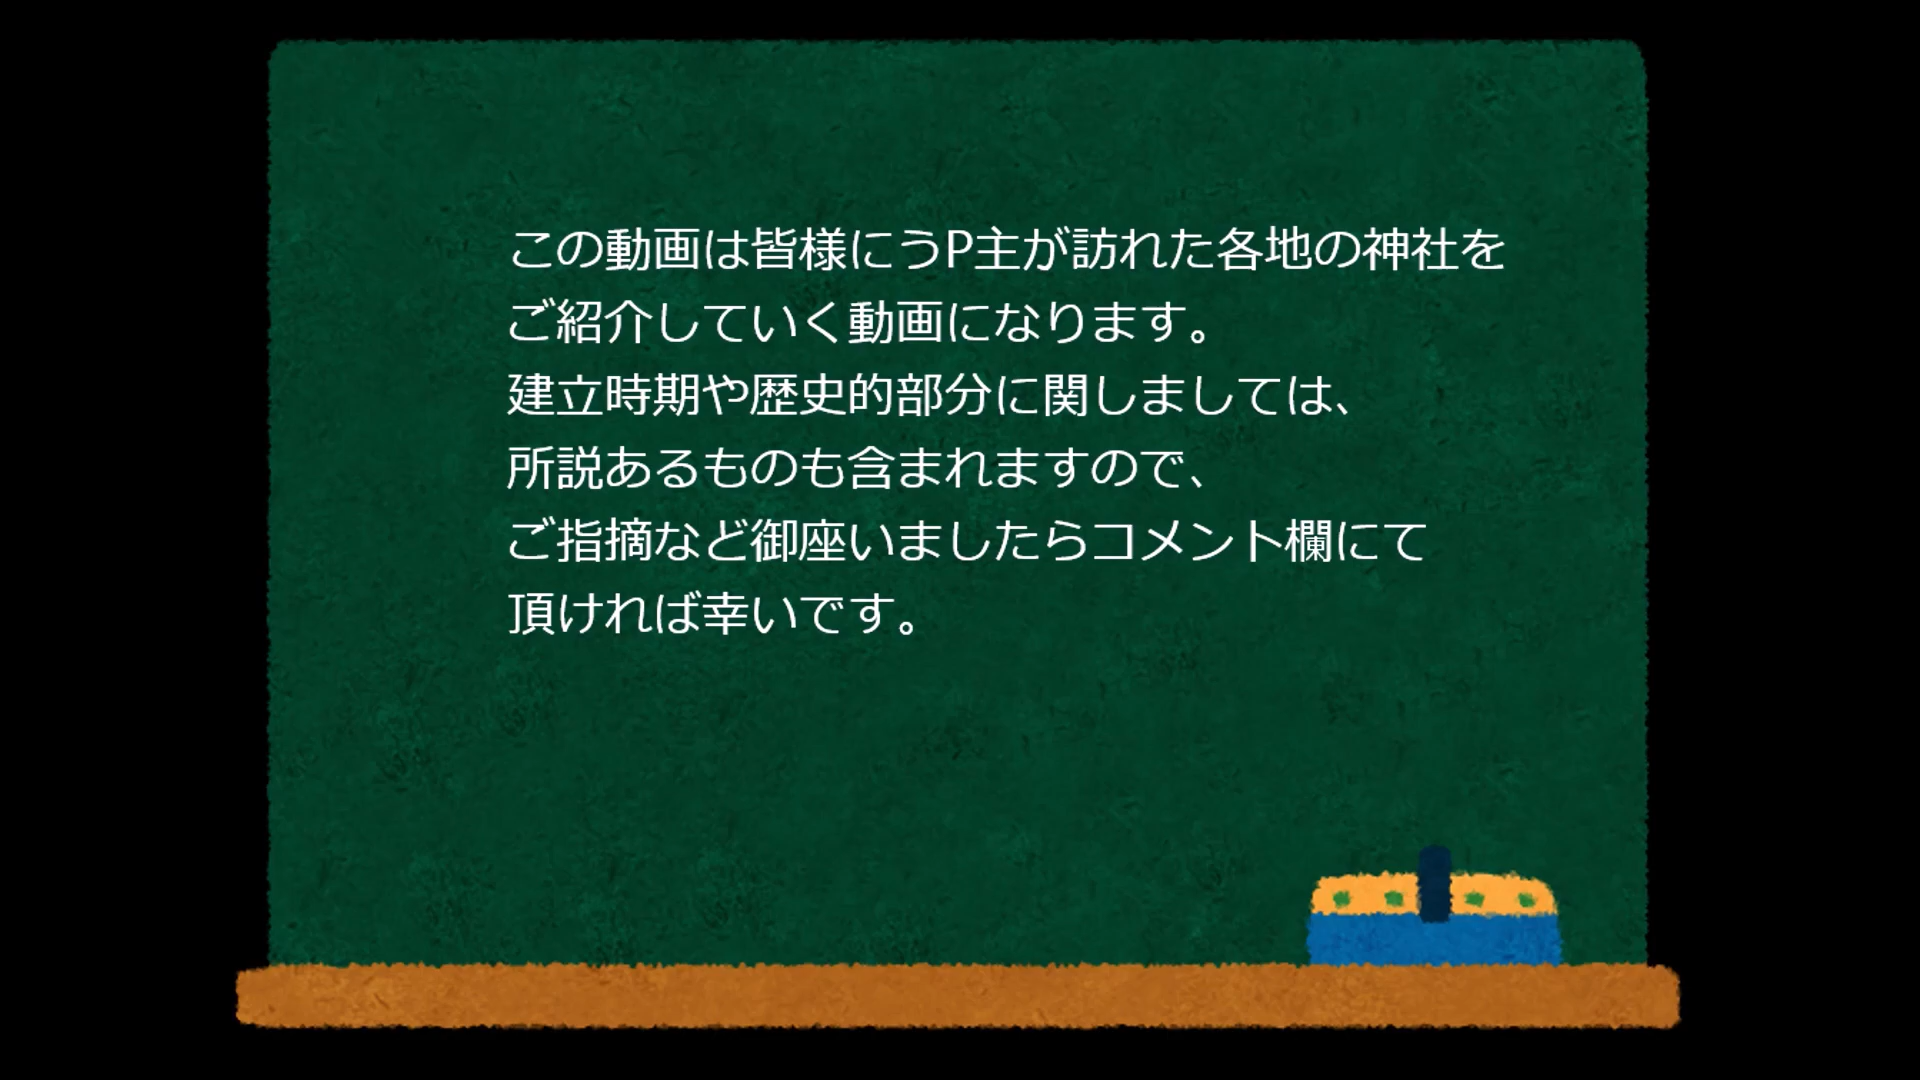 この動画は皆様にうP主が訪れた各地の神社を
ご紹介していく動画になります。
建立時期や歴史的部分に関しましては、
所説あるものも含まれますので、
ご指摘など御座いましたらコメント欄にて
頂ければ幸いです。